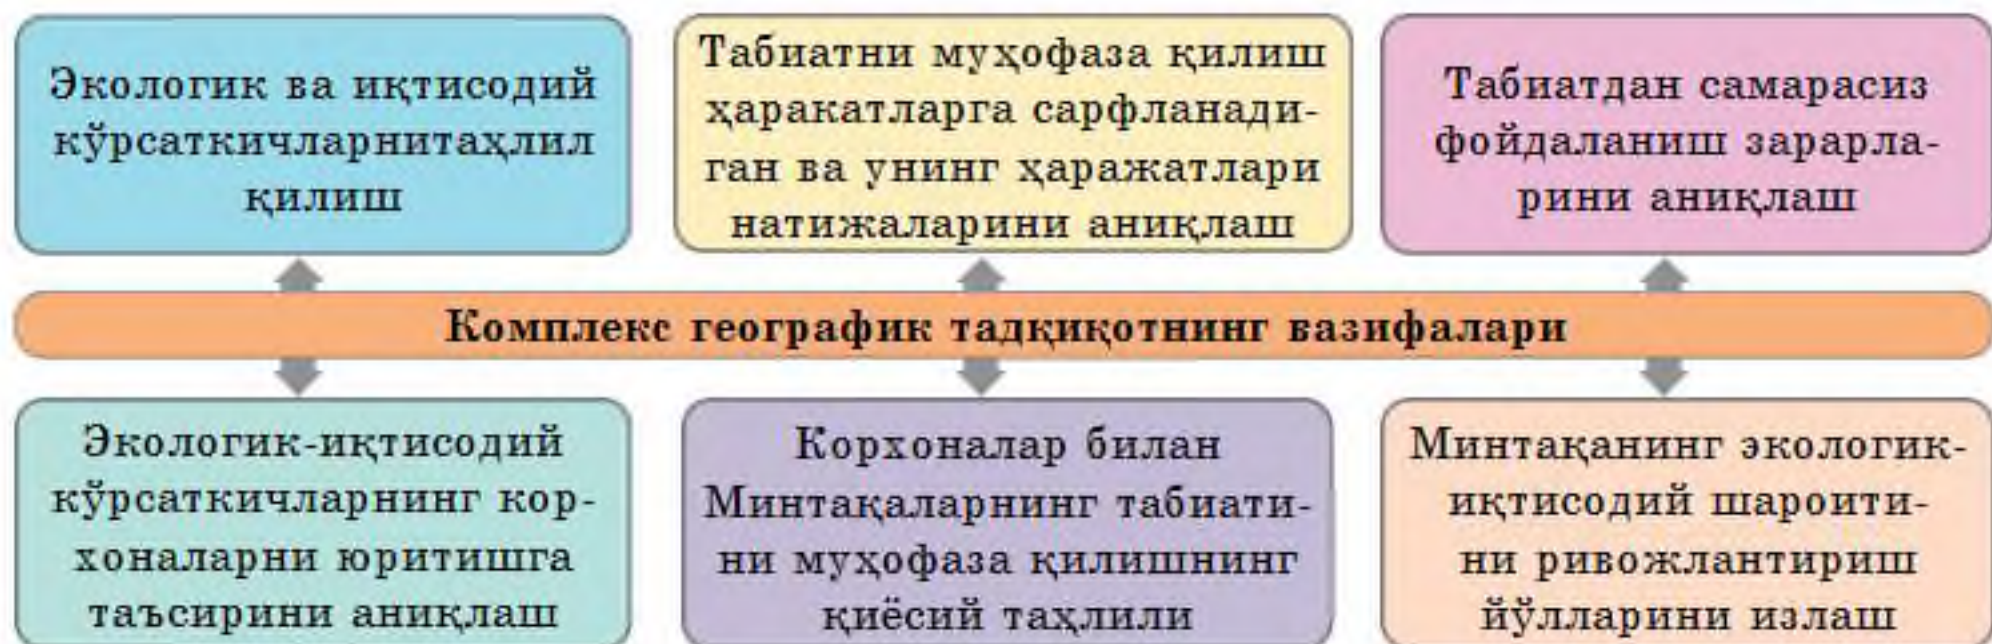 Экологик ва иқтисодий
кўрсаткичларнитаҳлил
қилиш
Табиатни муҳофаза қилиш
ҳаракатларга сарфланади-
ган ва унинг ҳаражатлари
натижаларини аниқлаш
Табиатдан самарасиз
фойдаланиш зарарла-
рини аниқлаш
Комплекс географик тадқиқотнинг вазифалари
Экологик-иқтисодий
кўрсаткичларнинг кор-
хоналарни юритишга
таъсирини аниқлаш
Корхоналар билан
Минтақаларнинг табиати-
ни муҳофаза қилишнинг
қиёсий таҳлили
Минтақанинг экологик-
иқтисодий шароити-
ни ривожлантириш
йўлларини излаш